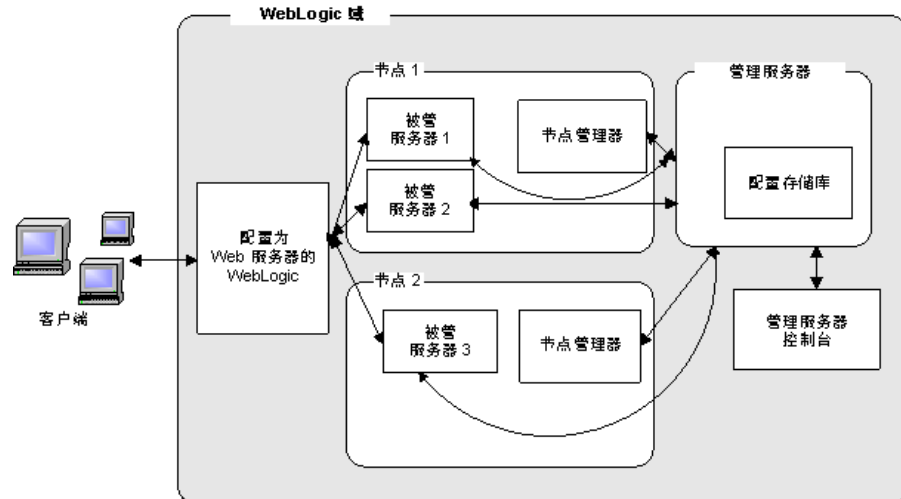 WebLogic 域
节点 1
管理服务器
被管
服务器 1
节点管理器
被管
服务器 2
配置存储库
配置为
Web 服务器的
WebLogic
客户端
节点 2
被管
服务器 3
节点管理器
管理服务器
控制台